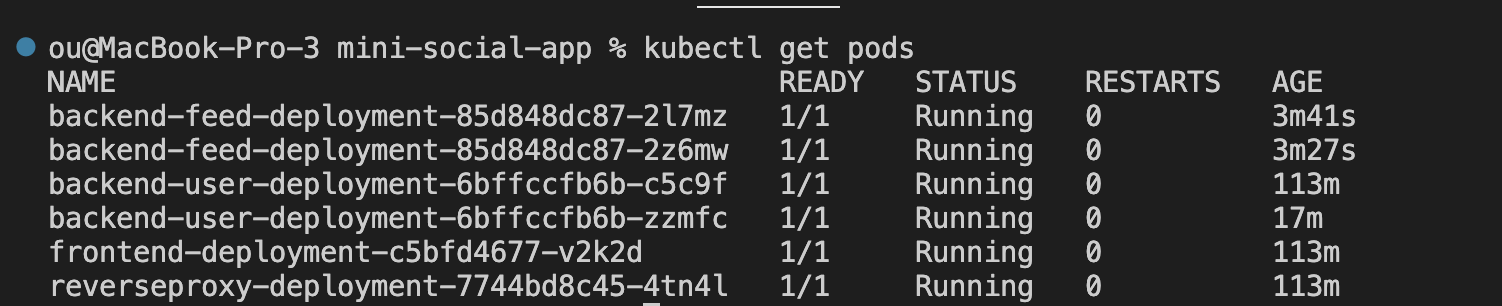 ou@MacBook-Pro-3 mini-social-app % kubectl get pods
NAME READY STATUS RESTARTS AGE
backend-feed-deployment-85d848dc87-2l7mz 1/1 Running 0 3m41s
backend-feed-deployment-85d848dc87-2z6mw 1/1 Running 0 3m27s
backend-user-deployment-6bffccfb6b-c5c9f 1/1 Running 0 113m
backend-user-deployment-6bffccfb6b-zzmfc 1/1 Running 0 17m
frontend-deployment-c5bfd4677-v2k2d 1/1 Running 0 113m
reverseproxy-deployment-7744bd8c45-4tn4l 1/1 Running 0 113m